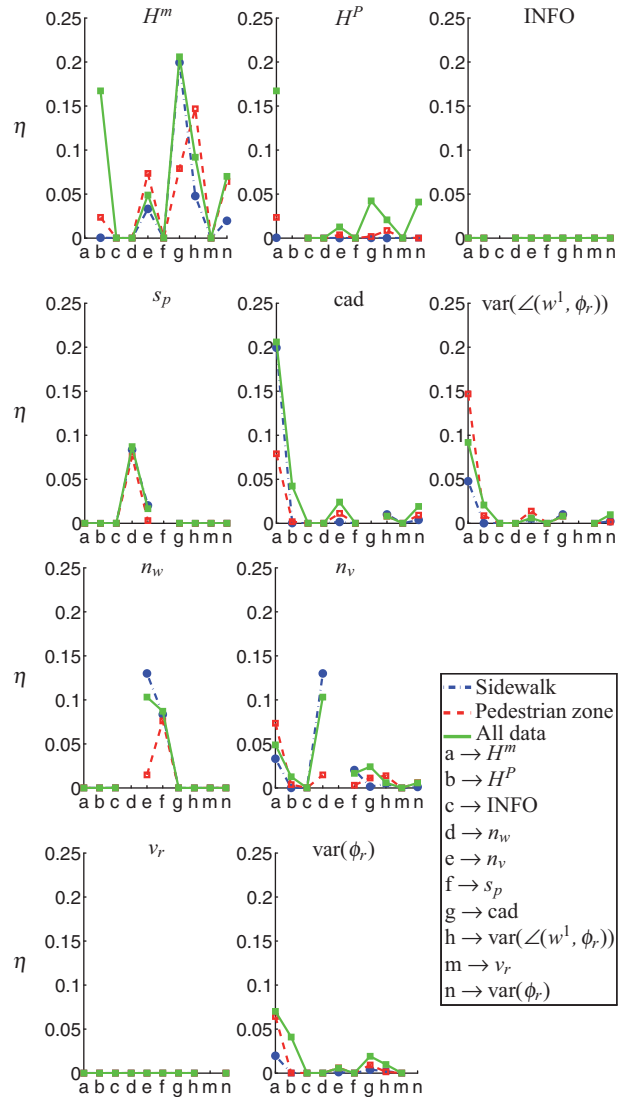 H^m H^P INFO
0.25 0.25 0.25
0.2 0.2 0.2
0.15 0.15 0.15
η
0.1 0.1 0.1
0.05 0.05 0.05
0 0 0
a b c d e f g h m n a b c d e f g h m n a b c d e f g h m n
s_p cad var(∠(w^1, ϕ_r))
0.25 0.25 0.25
0.2 0.2 0.2
0.15 0.15 0.15
η
0.1 0.1 0.1
0.05 0.05 0.05
0 0 0
a b c d e f g h m n a b c d e f g h m n a b c d e f g h m n
n_w n_v
0.25 0.25
0.2 0.2
0.15 0.15
η
0.1 0.1
0.05 0.05
0 0
a b c d e f g h m n a b c d e f g h m n
Sidewalk
Pedestrian zone
All data
a → H^m
b → H^P
c → INFO
d → n_w
e → n_v
f → s_p
g → cad
h → var(∠(w^1, ϕ_r))
m → v_r
n → var(ϕ_r)
v_r var(ϕ_r)
0.25 0.25
0.2 0.2
0.15 0.15
η
0.1 0.1
0.05 0.05
0 0
a b c d e f g h m n a b c d e f g h m n